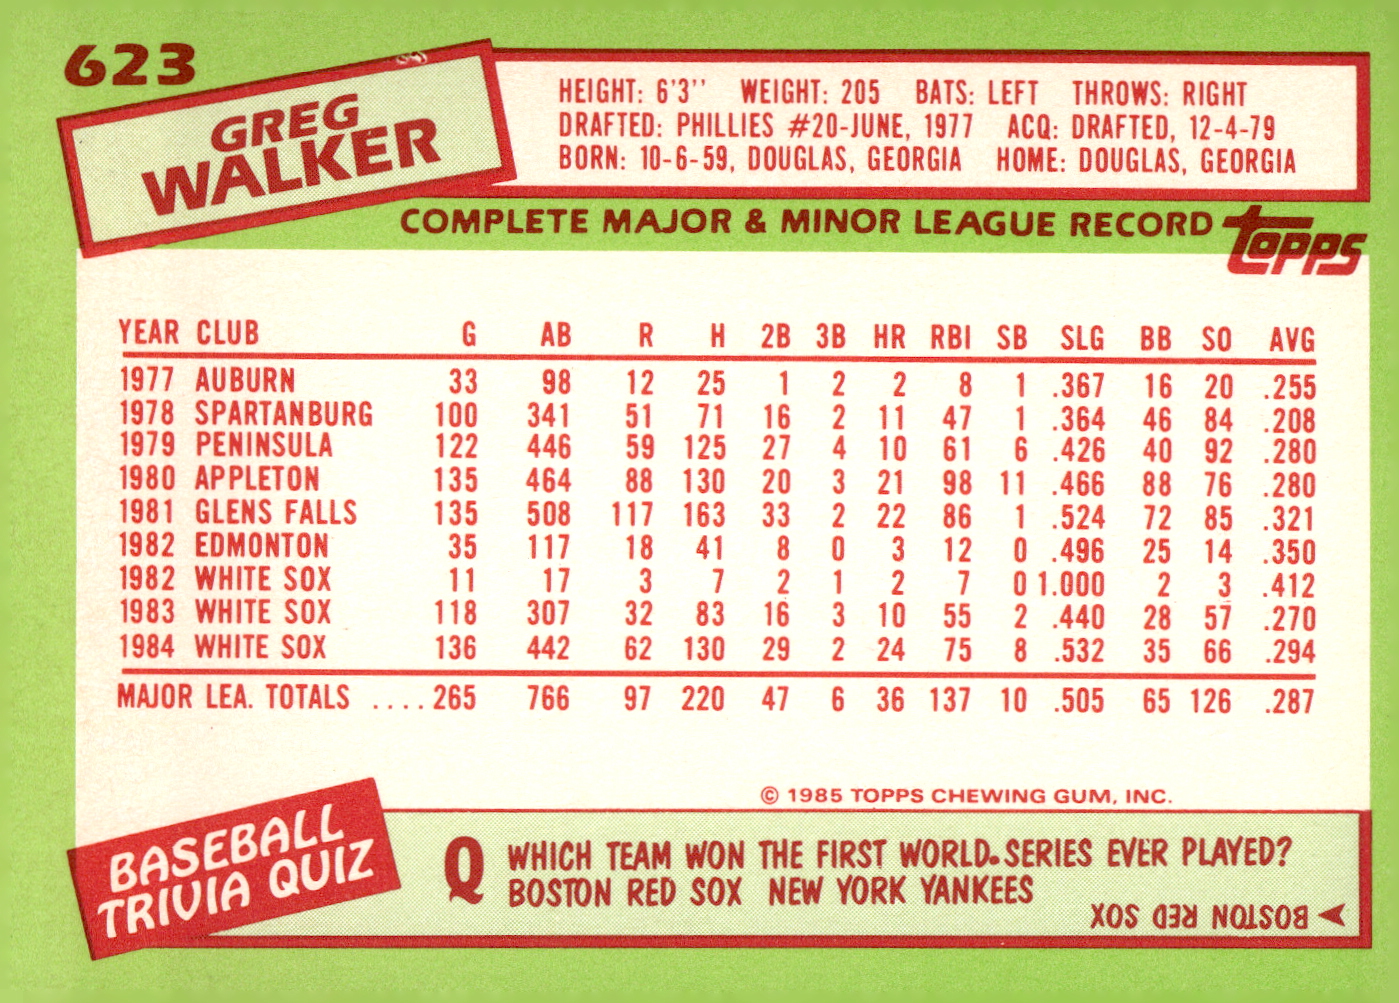 623
GREG
WALKER
HEIGHT: 6'3'' WEIGHT: 205 BATS: LEFT THROWS: RIGHT
DRAFTED: PHILLIES #20-JUNE, 1977 ACQ: DRAFTED, 12-4-79
BORN: 10-6-59, DOUGLAS, GEORGIA HOME: DOUGLAS, GEORGIA
COMPLETE MAJOR & MINOR LEAGUE RECORD topps
YEAR CLUB G AB R H 2B 3B HR RBI SB SLG BB SO AVG
1977 AUBURN 33 98 12 25 1 2 2 8 1 .367 16 20 .255
1978 SPARTANBURG 100 341 51 71 16 2 11 47 1 .364 46 84 .208
1979 PENINSULA 122 446 59 125 27 4 10 61 6 .426 40 92 .280
1980 APPLETON 135 464 88 130 20 3 21 98 11 .466 88 76 .280
1981 GLENS FALLS 135 508 117 163 33 2 22 86 1 .524 72 85 .321
1982 EDMONTON 35 117 18 41 8 0 3 12 0 .496 25 14 .350
1982 WHITE SOX 11 17 3 7 2 1 2 7 0 1.000 2 3 .412
1983 WHITE SOX 118 307 32 83 16 3 10 55 2 .440 28 57 .270
1984 WHITE SOX 136 442 62 130 29 2 24 75 8 .532 35 66 .294
MAJOR LEA. TOTALS .... 265 766 97 220 47 6 36 137 10 .505 65 126 .287
© 1985 TOPPS CHEWING GUM, INC.
BASEBALL
TRIVIA QUIZ
Q WHICH TEAM WON THE FIRST WORLD SERIES EVER PLAYED?
BOSTON RED SOX NEW YORK YANKEES
BOSTON RED SOX